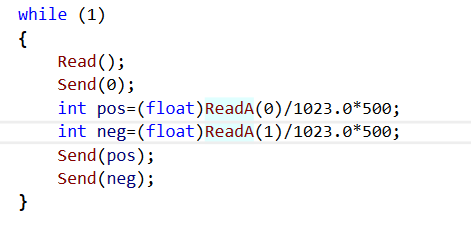 while (1)
{
    Read();
    Send(0);
    int pos=(float)ReadA(0)/1023.0*500;
    int neg=(float)ReadA(1)/1023.0*500;
    Send(pos);
    Send(neg);
}